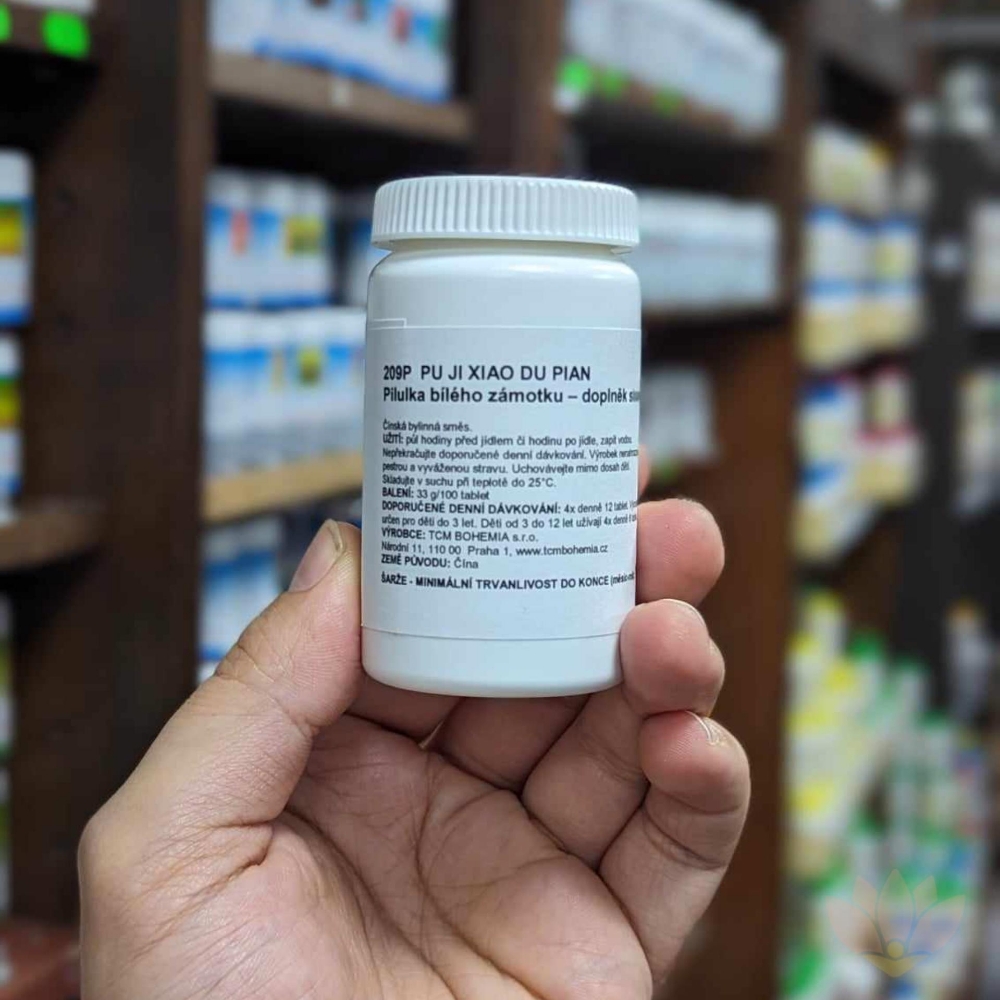 209P PU JI XIAO DU PIAN
Pilulka bílého zámotku – doplněk
Čínská bylinná směs.
UŽITÍ: půl hodiny před jídlem či hodinu po jídle, zapít vodou.
Nepřekračujte doporučené denní dávkování. Výrobek
pestrou a vyváženou stravu. Uchovávejte mimo dosah dětí.
Skladujte v suchu při teplotě do 25°C.
BALENÍ: 33 g/100 tablet
DOPORUČENÉ DENNÍ DÁVKOVÁNÍ: 4x denně 12 tablet.
určen pro děti do 3 let. Děti od 3 do 12 let užívají 4x denně
VÝROBCE: TCM BOHEMIA s.r.o.
Národní 11, 110 00 Praha 1, www.tcmbohemia.cz
ZEMĚ PŮVODU: Čína
ŠARŽE - MINIMÁLNÍ TRVANLIVOST DO KONCE (měsíc